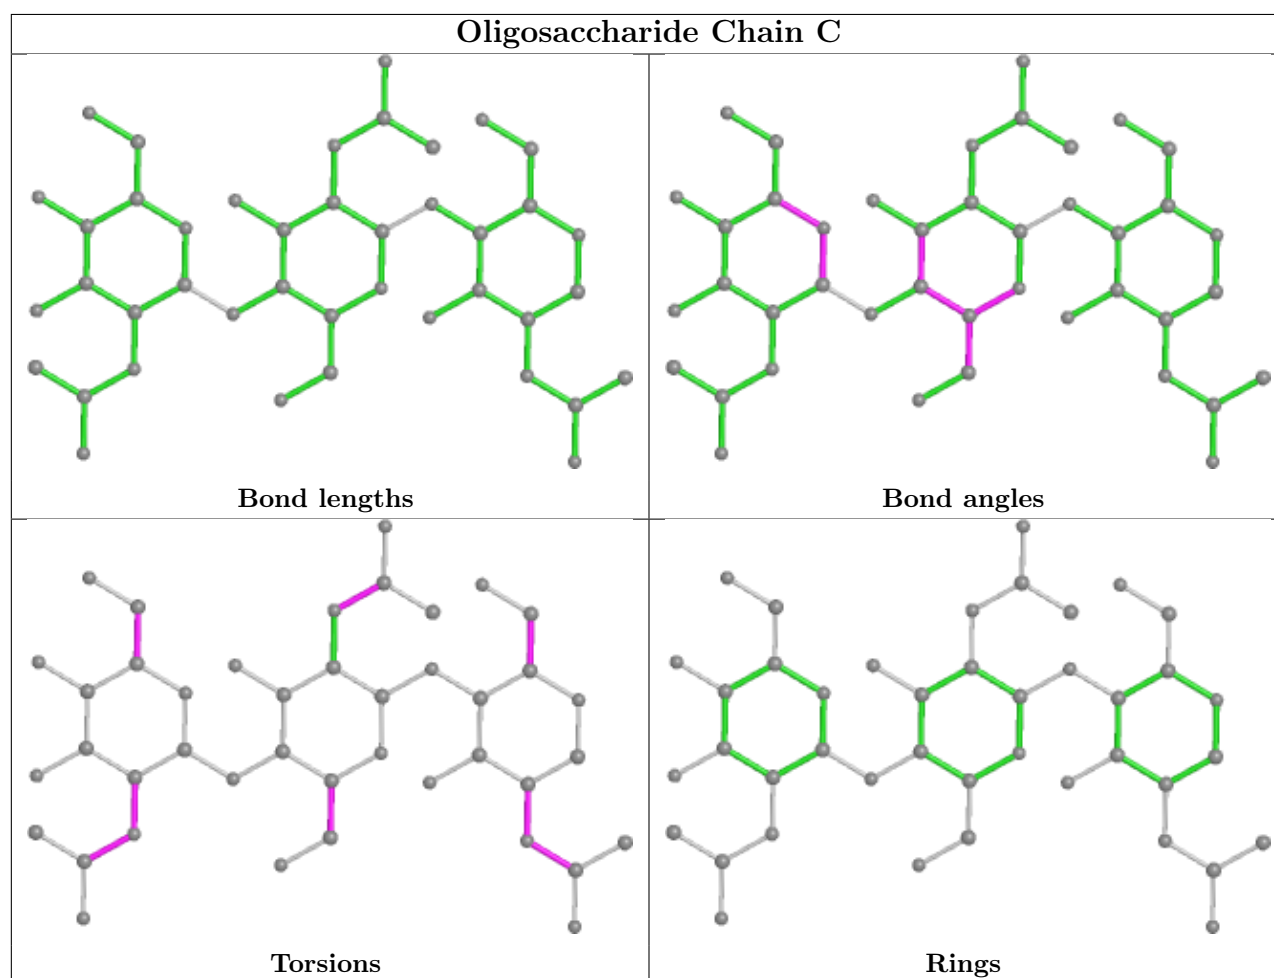 Oligosaccharide Chain C
Bond lengths
Bond angles
Torsions
Rings